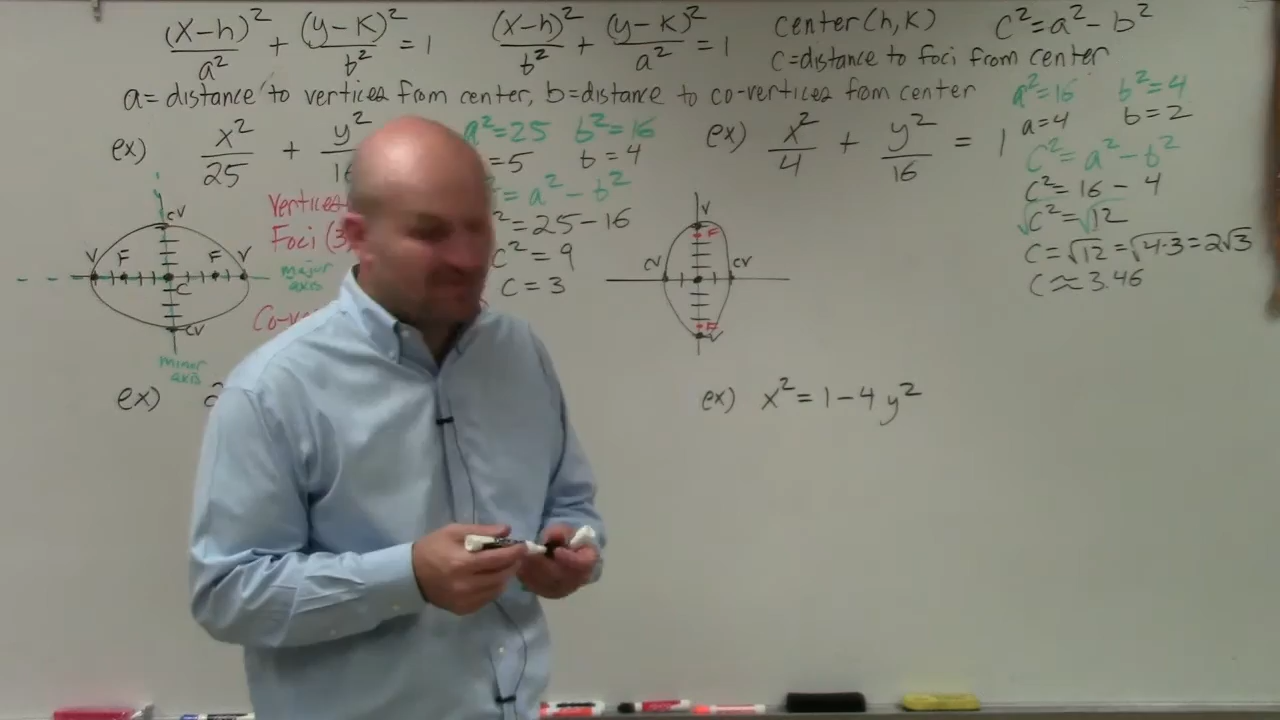 (x-h)²/a² + (y-k)²/b² = 1   (x-h)²/b² + (y-k)²/a² = 1   center(h,k)   c²=a²-b²
c=distance to foci from center
a= distance to vertices from center, b=distance to co-vertices from center
ex) x²/25 + y²/
a²=25 b²=16
=5 b=4
= a²-b²
²=25-16
c²=9
c=3
Vertices
Foci (3
major axis
minor axis
CV
V F F V
C
CV
ex) x²/4 + y²/16 = 1
a²=16 b²=4
a=4 b=2
c²=a²-b²
c²=16-4
√c²=√12
c=√12=√4·3=2√3
c≈3.46
V
F
CV CV
F
V
ex)
ex) x²=1-4y²